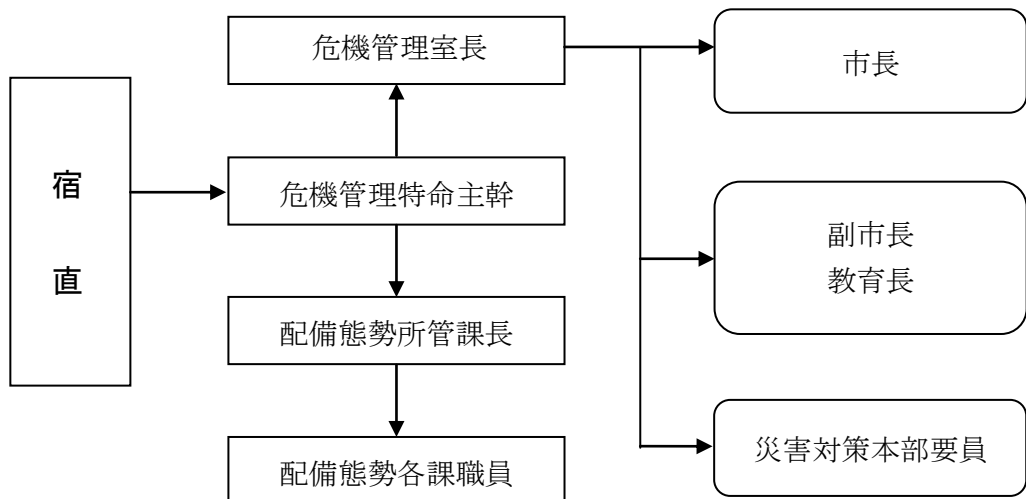 危機管理室長
市長
宿
直
危機管理特命主幹
副市長
教育長
配備態勢所管課長
配備態勢各課職員
災害対策本部要員